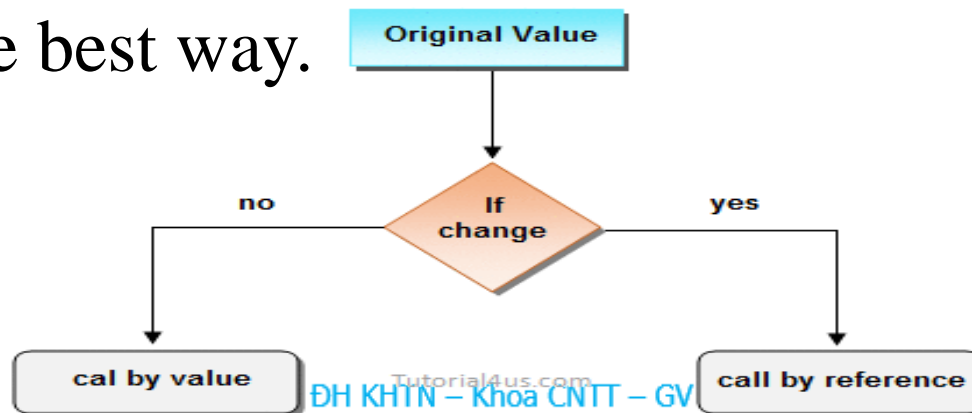 e best way.
Original Value
If
change
no
yes
cal by value
call by reference
Tutorial4us.com
ĐH KHTN – Khoa CNTT – GV